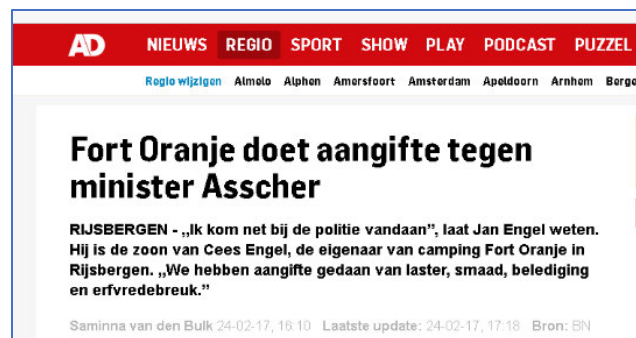 AD NIEUWS REGIO SPORT SHOW PLAY PODCAST PUZZEL
Regio wijzigen Almelo Alphen Amersfoort Amsterdam Apeldoorn Arnhem
Fort Oranje doet aangifte tegen
minister Asscher
RIJSBERGEN - „Ik kom net bij de politie vandaan”, laat Jan Engel weten.
Hij is de zoon van Cees Engel, de eigenaar van camping Fort Oranje in
Rijsbergen. „We hebben aangifte gedaan van laster, smaad, belediging
en erfvredebreuk.”
Saminna van den Bulk 24-02-17, 16:10 Laatste update: 24-02-17, 17:18 Bron: BN